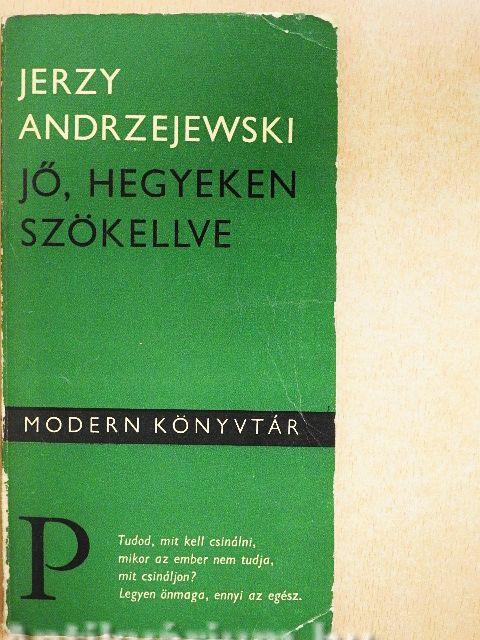 JERZY
ANDRZEJEWSKI
JŐ, HEGYEKEN
SZÖKELLVE
MODERN KÖNYVTÁR
P
Tudod, mit kell csinálni,
mikor az ember nem tudja,
mit csináljon?
Legyen önmaga, ennyi az egész.